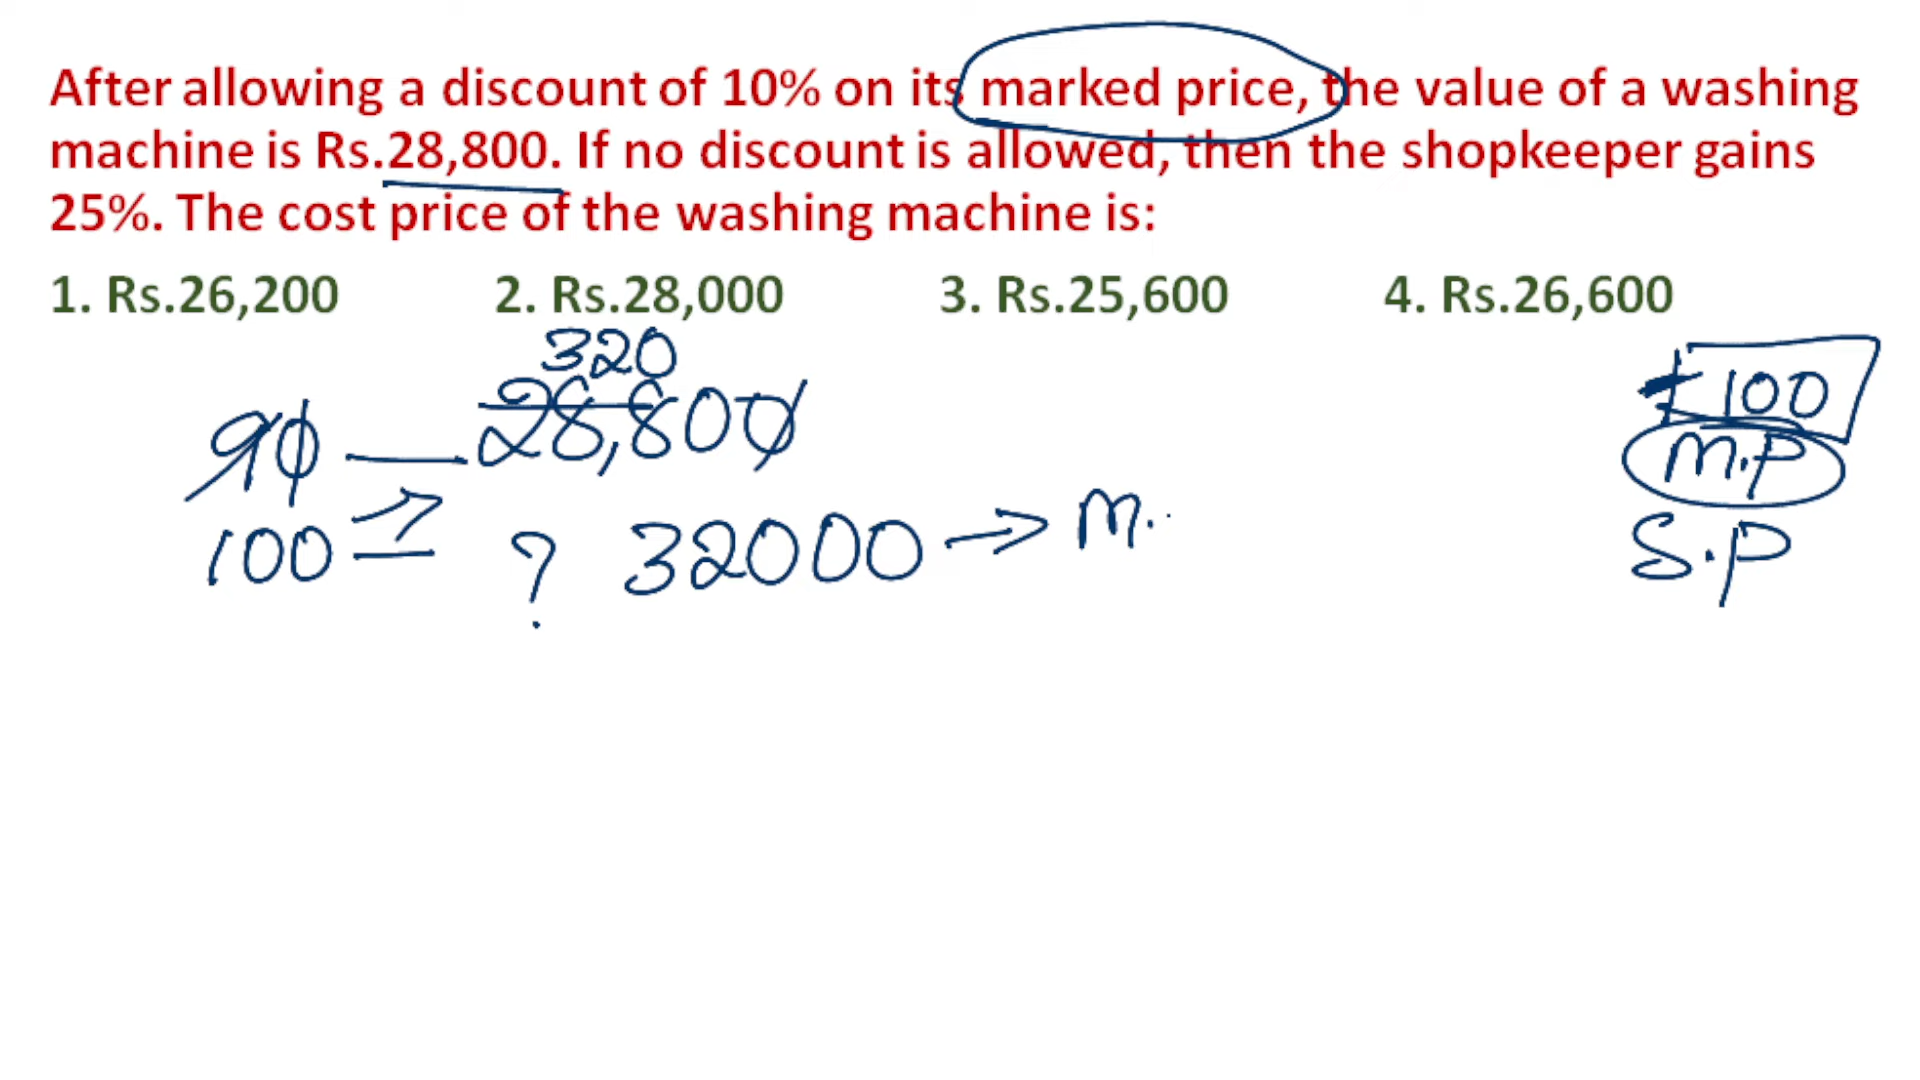 After allowing a discount of 10% on its marked price, the value of a washing
machine is Rs.28,800. If no discount is allowed, then the shopkeeper gains
25%. The cost price of the washing machine is:
1. Rs.26,200 2. Rs.28,000 3. Rs.25,600 4. Rs.26,600
320
90 — 28,800
100 ? 32000 → m.
100
m.p
S.p